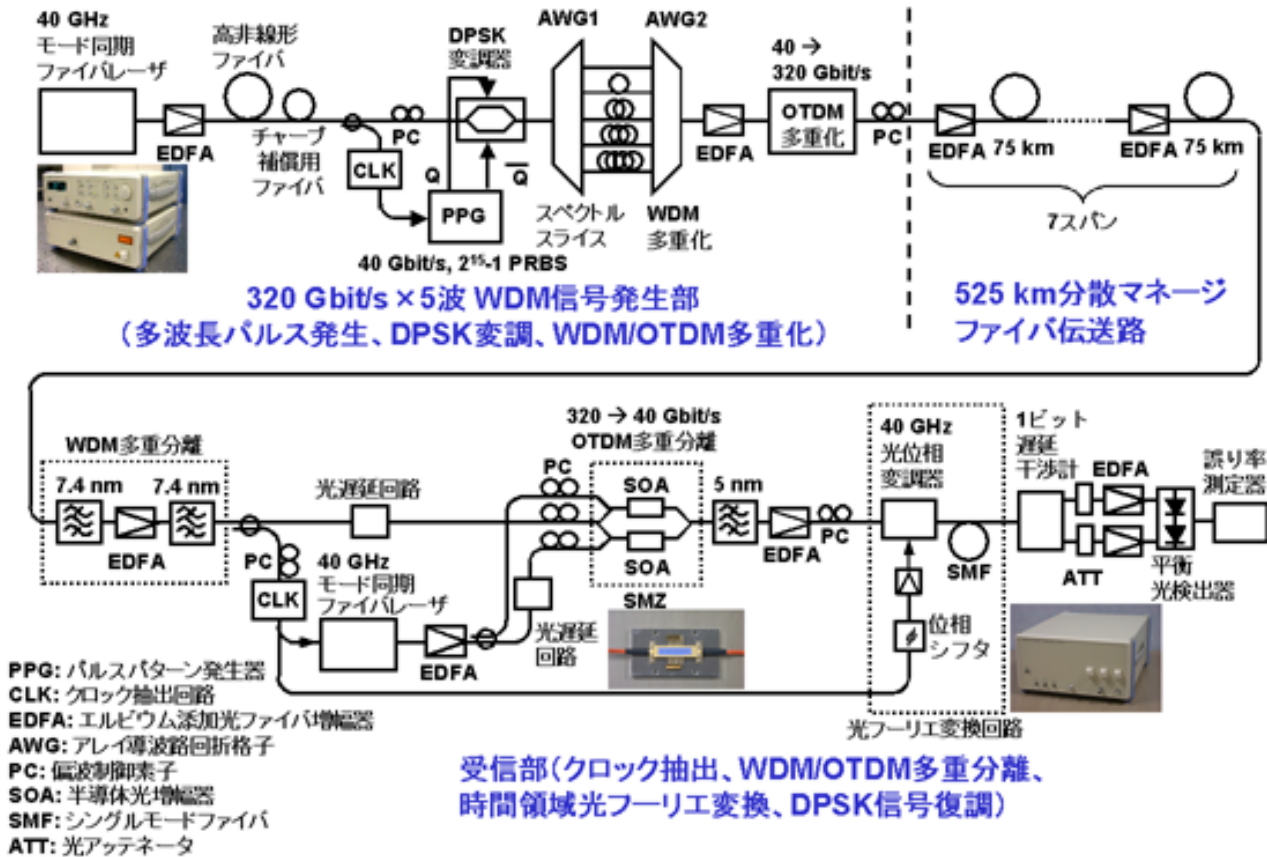 40 GHz
モード同期
ファイバレーザ
高非線形
ファイバ
DPSK
変調器
AWG1
AWG2
40 →
320 Gbit/s
OTDM
多重化
PC
EDFA
チャープ
補償用
ファイバ
PC
CLK
Q
Q
PPG
スペクトル
スライス
WDM
多重化
EDFA
EDFA 75 km
EDFA 75 km
7スパン
40 Gbit/s, 2¹⁵-1 PRBS
320 Gbit/s ×5波 WDM信号発生部
(多波長パルス発生、DPSK変調、WDM/OTDM多重化)
525 km分散マネージ
ファイバ伝送路
WDM多重分離
7.4 nm
7.4 nm
EDFA
光遅延回路
PC
CLK
40 GHz
モード同期
ファイバレーザ
EDFA
光遅延
回路
320 → 40 Gbit/s
OTDM多重分離
PC
SOA
SOA
SMZ
5 nm
EDFA
PC
40 GHz
光位相
変調器
SMF
ϕ
位相
シフタ
光フーリエ変換回路
1ビット
遅延
干渉計
EDFA
ATT
平衡
光検出器
誤り率
測定器
PPG: パルスパターン発生器
CLK: クロック抽出回路
EDFA: エルビウム添加光ファイバ増幅器
AWG: アレイ導波路回折格子
PC: 偏波制御素子
SOA: 半導体光増幅器
SMF: シングルモードファイバ
ATT: 光アッテネータ
受信部(クロック抽出、WDM/OTDM多重分離、
時間領域光フーリエ変換、DPSK信号復調)